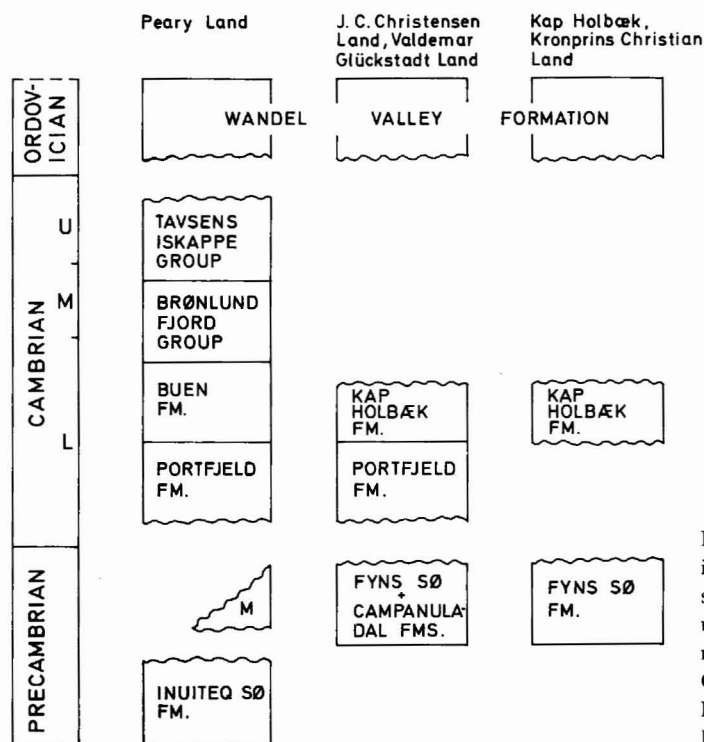 Peary Land
J. C. Christensen
Land, Valdemar
Glückstadt Land
Kap Holbæk,
Kronprins Christian
Land
ORDOV-
ICIAN
WANDEL VALLEY FORMATION
CAMBRIAN
U
M
L
TAVSENS
ISKAPPE
GROUP
BRØNLUND
FJORD
GROUP
BUEN
FM.
KAP
HOLBÆK
FM.
KAP
HOLBÆK
FM.
PORTFJELD
FM.
PORTFJELD
FM.
PRECAMBRIAN
M
FYNS SØ
+
CAMPANULA-
DAL FMS.
FYNS SØ
FM.
INUITEQ SØ
FM.